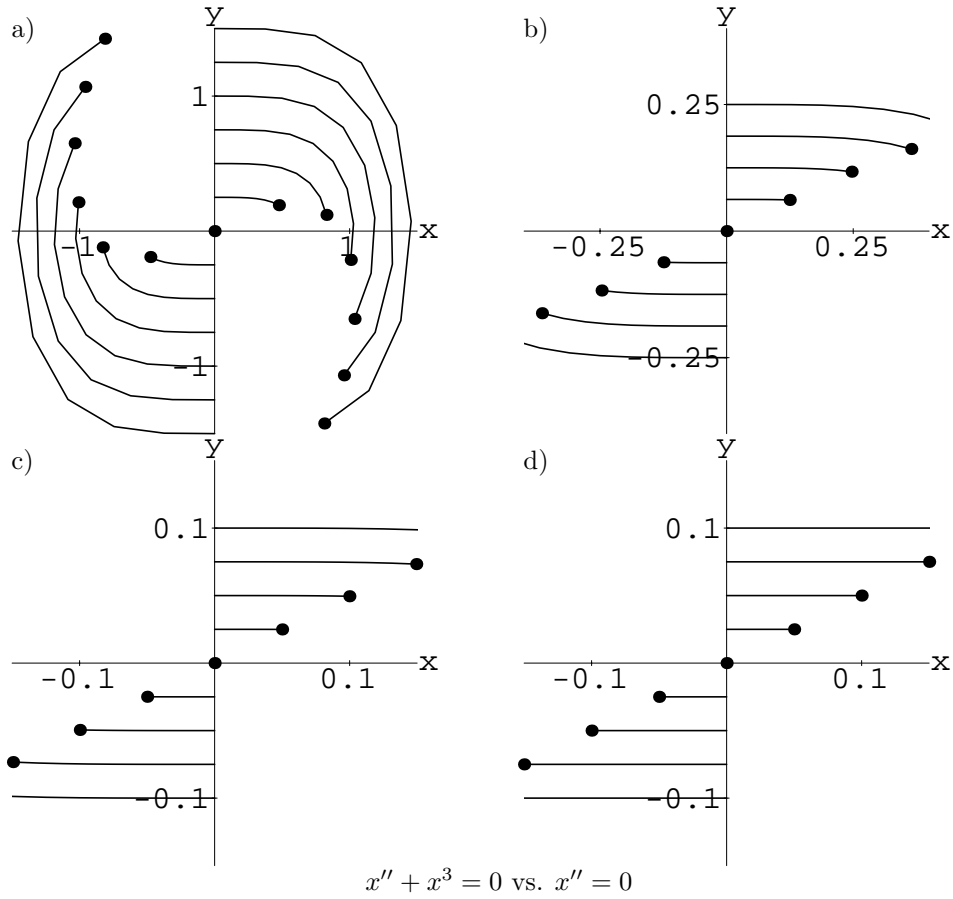 a)
y
1
x
-1
1
-1
b)
y
0.25
x
-0.25
0.25
-0.25
c)
y
0.1
x
-0.1
0.1
-0.1
d)
y
0.1
x
-0.1
0.1
-0.1
x″ + x³ = 0 vs. x″ = 0